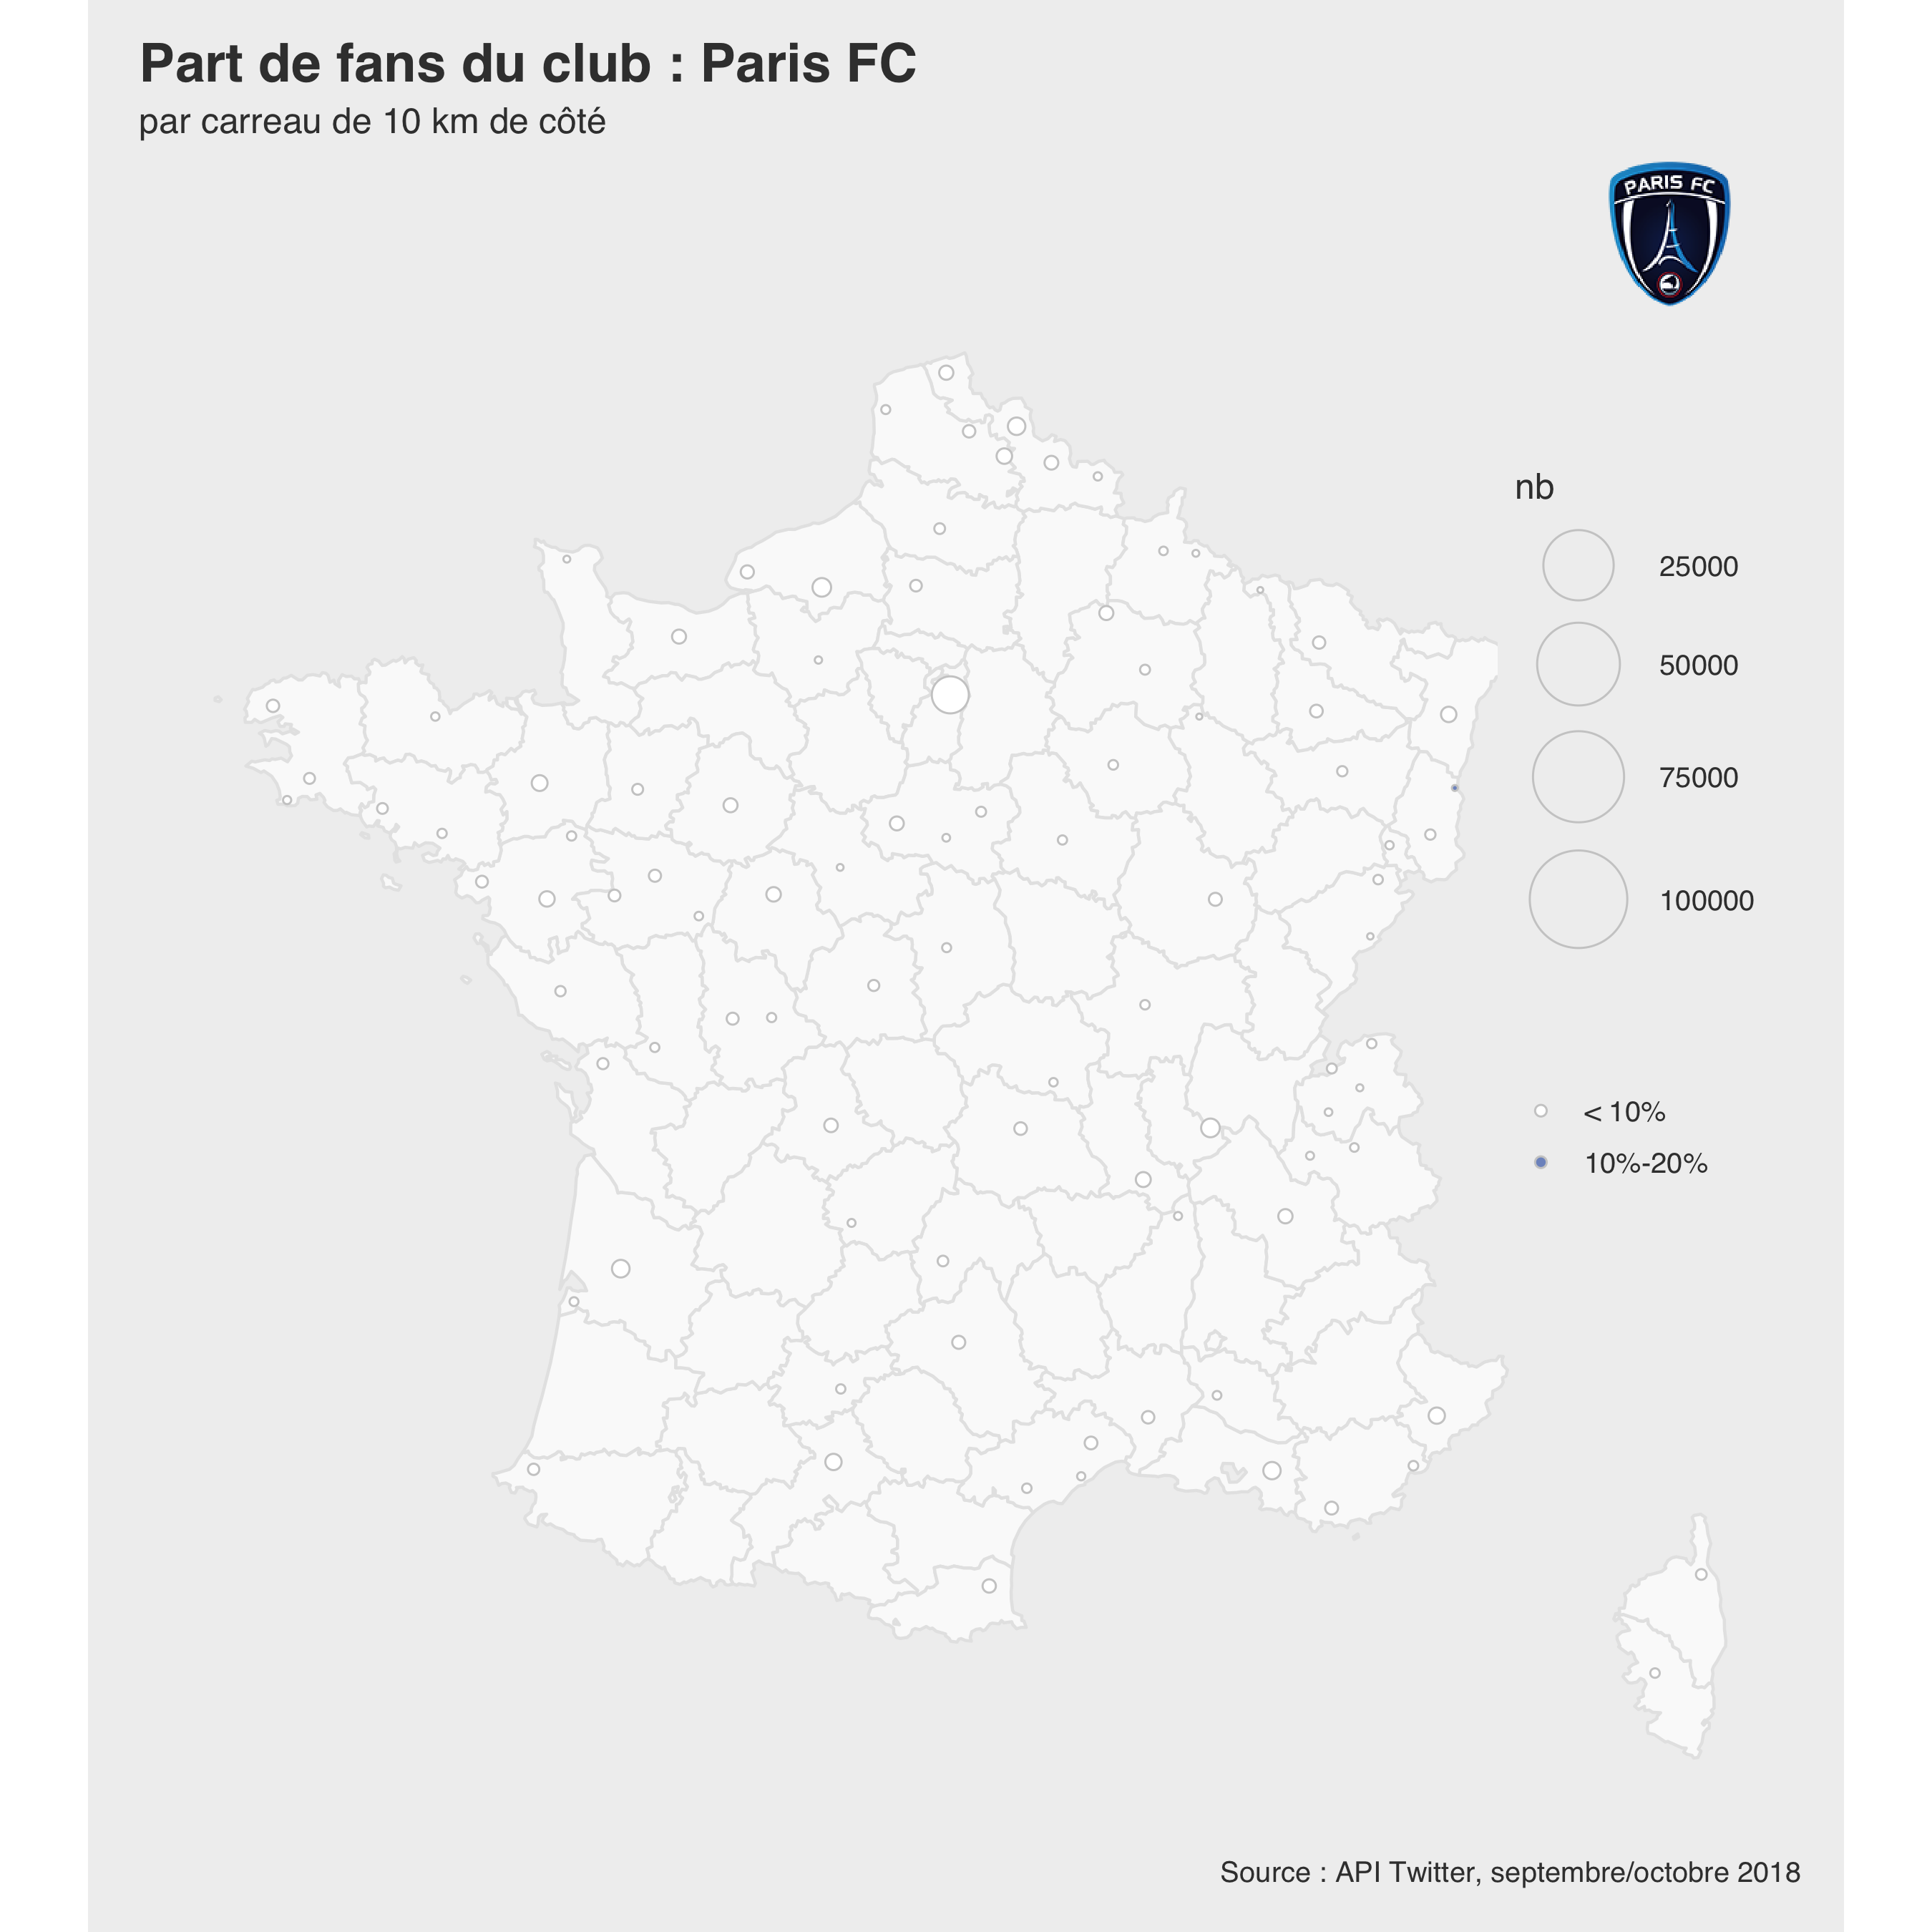 Part de fans du club : Paris FC
par carreau de 10 km de côté
PARIS FC
nb
25000
50000
75000
100000
< 10%
10%-20%
Source : API Twitter, septembre/octobre 2018